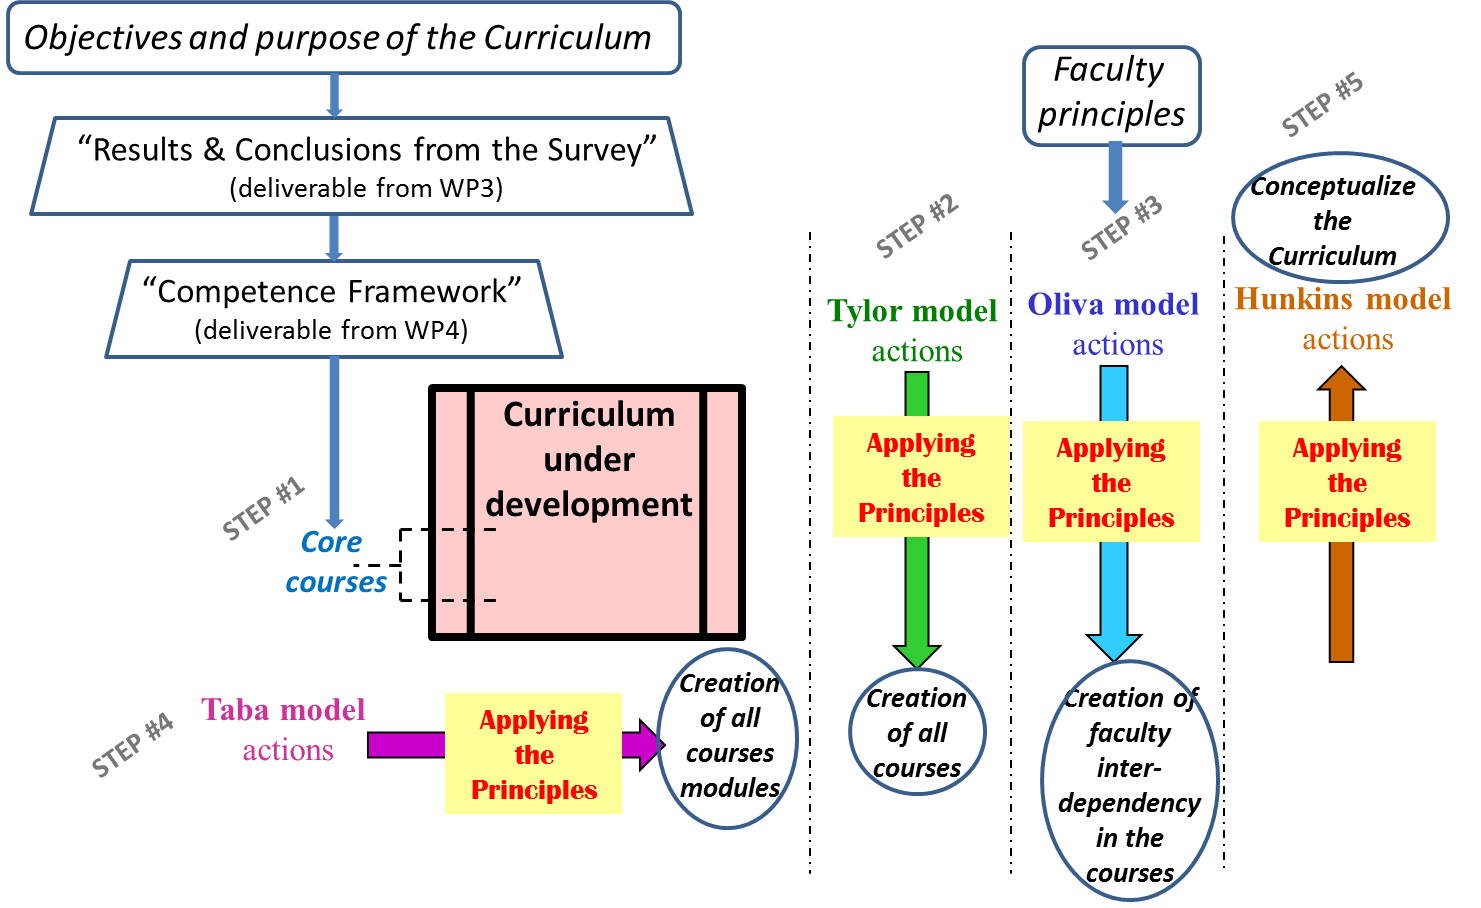 Objectives and purpose of the Curriculum
“Results & Conclusions from the Survey”
(deliverable from WP3)
“Competence Framework”
(deliverable from WP4)
STEP #1
Core
courses
Curriculum
under
development
STEP #4
Taba model
actions
Applying
the
Principles
Creation
of all
courses
modules
STEP #2
Tylor model
actions
Applying
the
Principles
Creation
of all
courses
Faculty
principles
STEP #3
Oliva model
actions
Applying
the
Principles
Creation of
faculty
inter-
dependency
in the
courses
STEP #5
Conceptualize
the
Curriculum
Hunkins model
actions
Applying
the
Principles